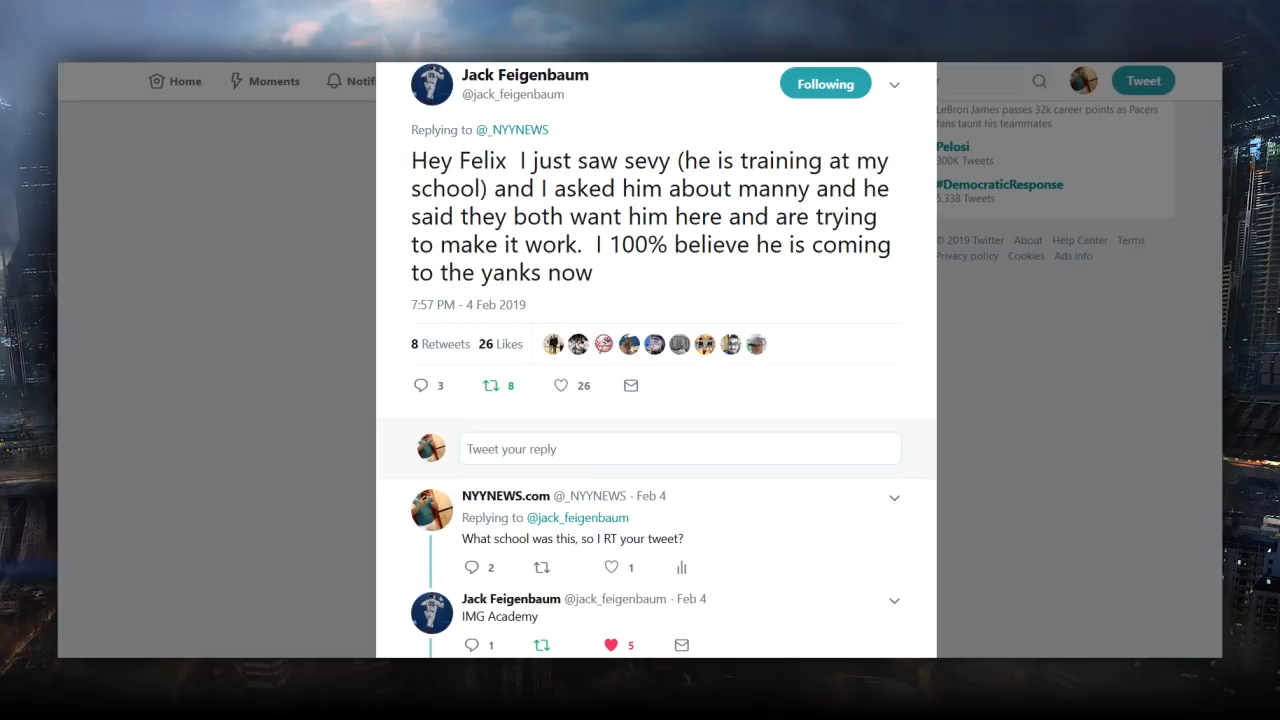 Home
Moments
Notif
Tweet
Jack Feigenbaum
@jack_feigenbaum
Following
Replying to @_NYYNEWS
Hey Felix  I just saw sevy (he is training at my
school) and I asked him about manny and he
said they both want him here and are trying
to make it work.  I 100% believe he is coming
to the yanks now
7:57 PM - 4 Feb 2019
8 Retweets 26 Likes
3 8 26
Tweet your reply
NYYNEWS.com @_NYYNEWS · Feb 4
Replying to @jack_feigenbaum
What school was this, so I RT your tweet?
2 1
Jack Feigenbaum @jack_feigenbaum · Feb 4
IMG Academy
1 5
LeBron James passes 32k career points as Pacers
fans taunt his teammates
Pelosi
300K Tweets
#DemocraticResponse
5,338 Tweets
© 2019 Twitter About Help Center Terms
Privacy policy Cookies Ads info